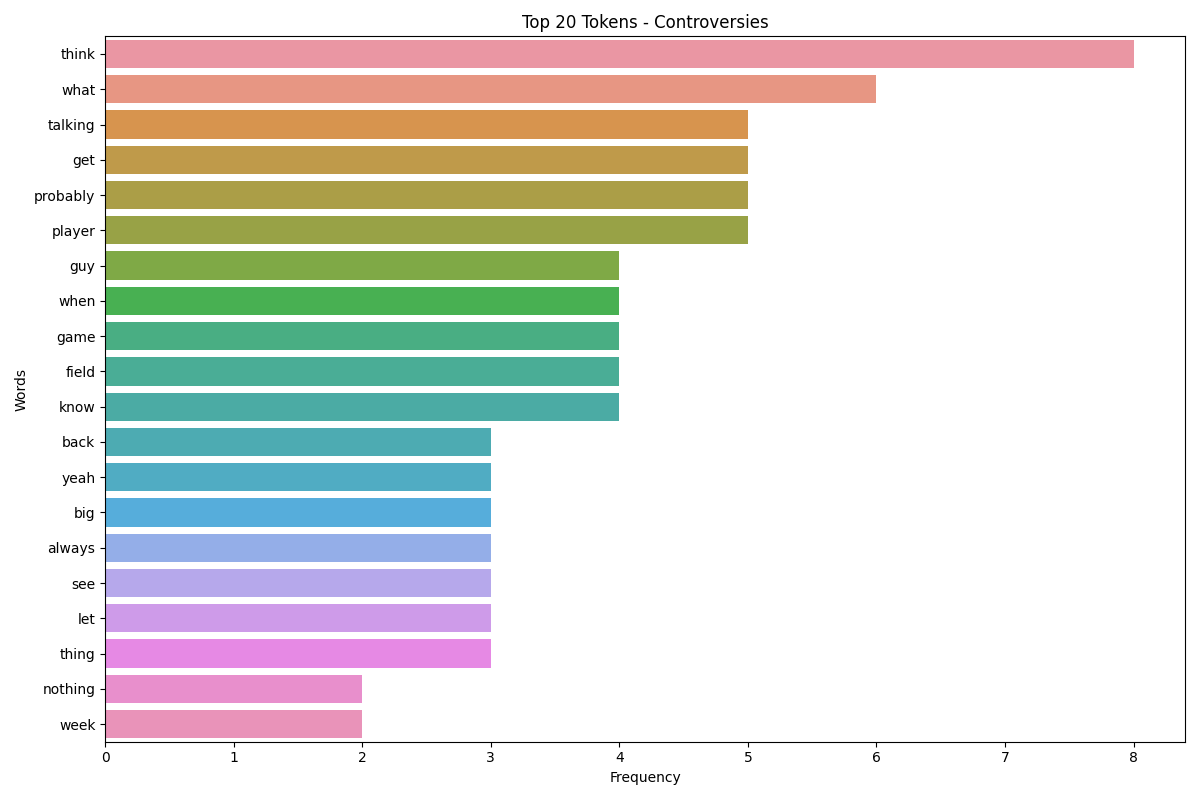 Top 20 Tokens - Controversies
think
what
talking
get
probably
player
guy
when
game
field
know
back
yeah
big
always
see
let
thing
nothing
week
Words
0 1 2 3 4 5 6 7 8
Frequency